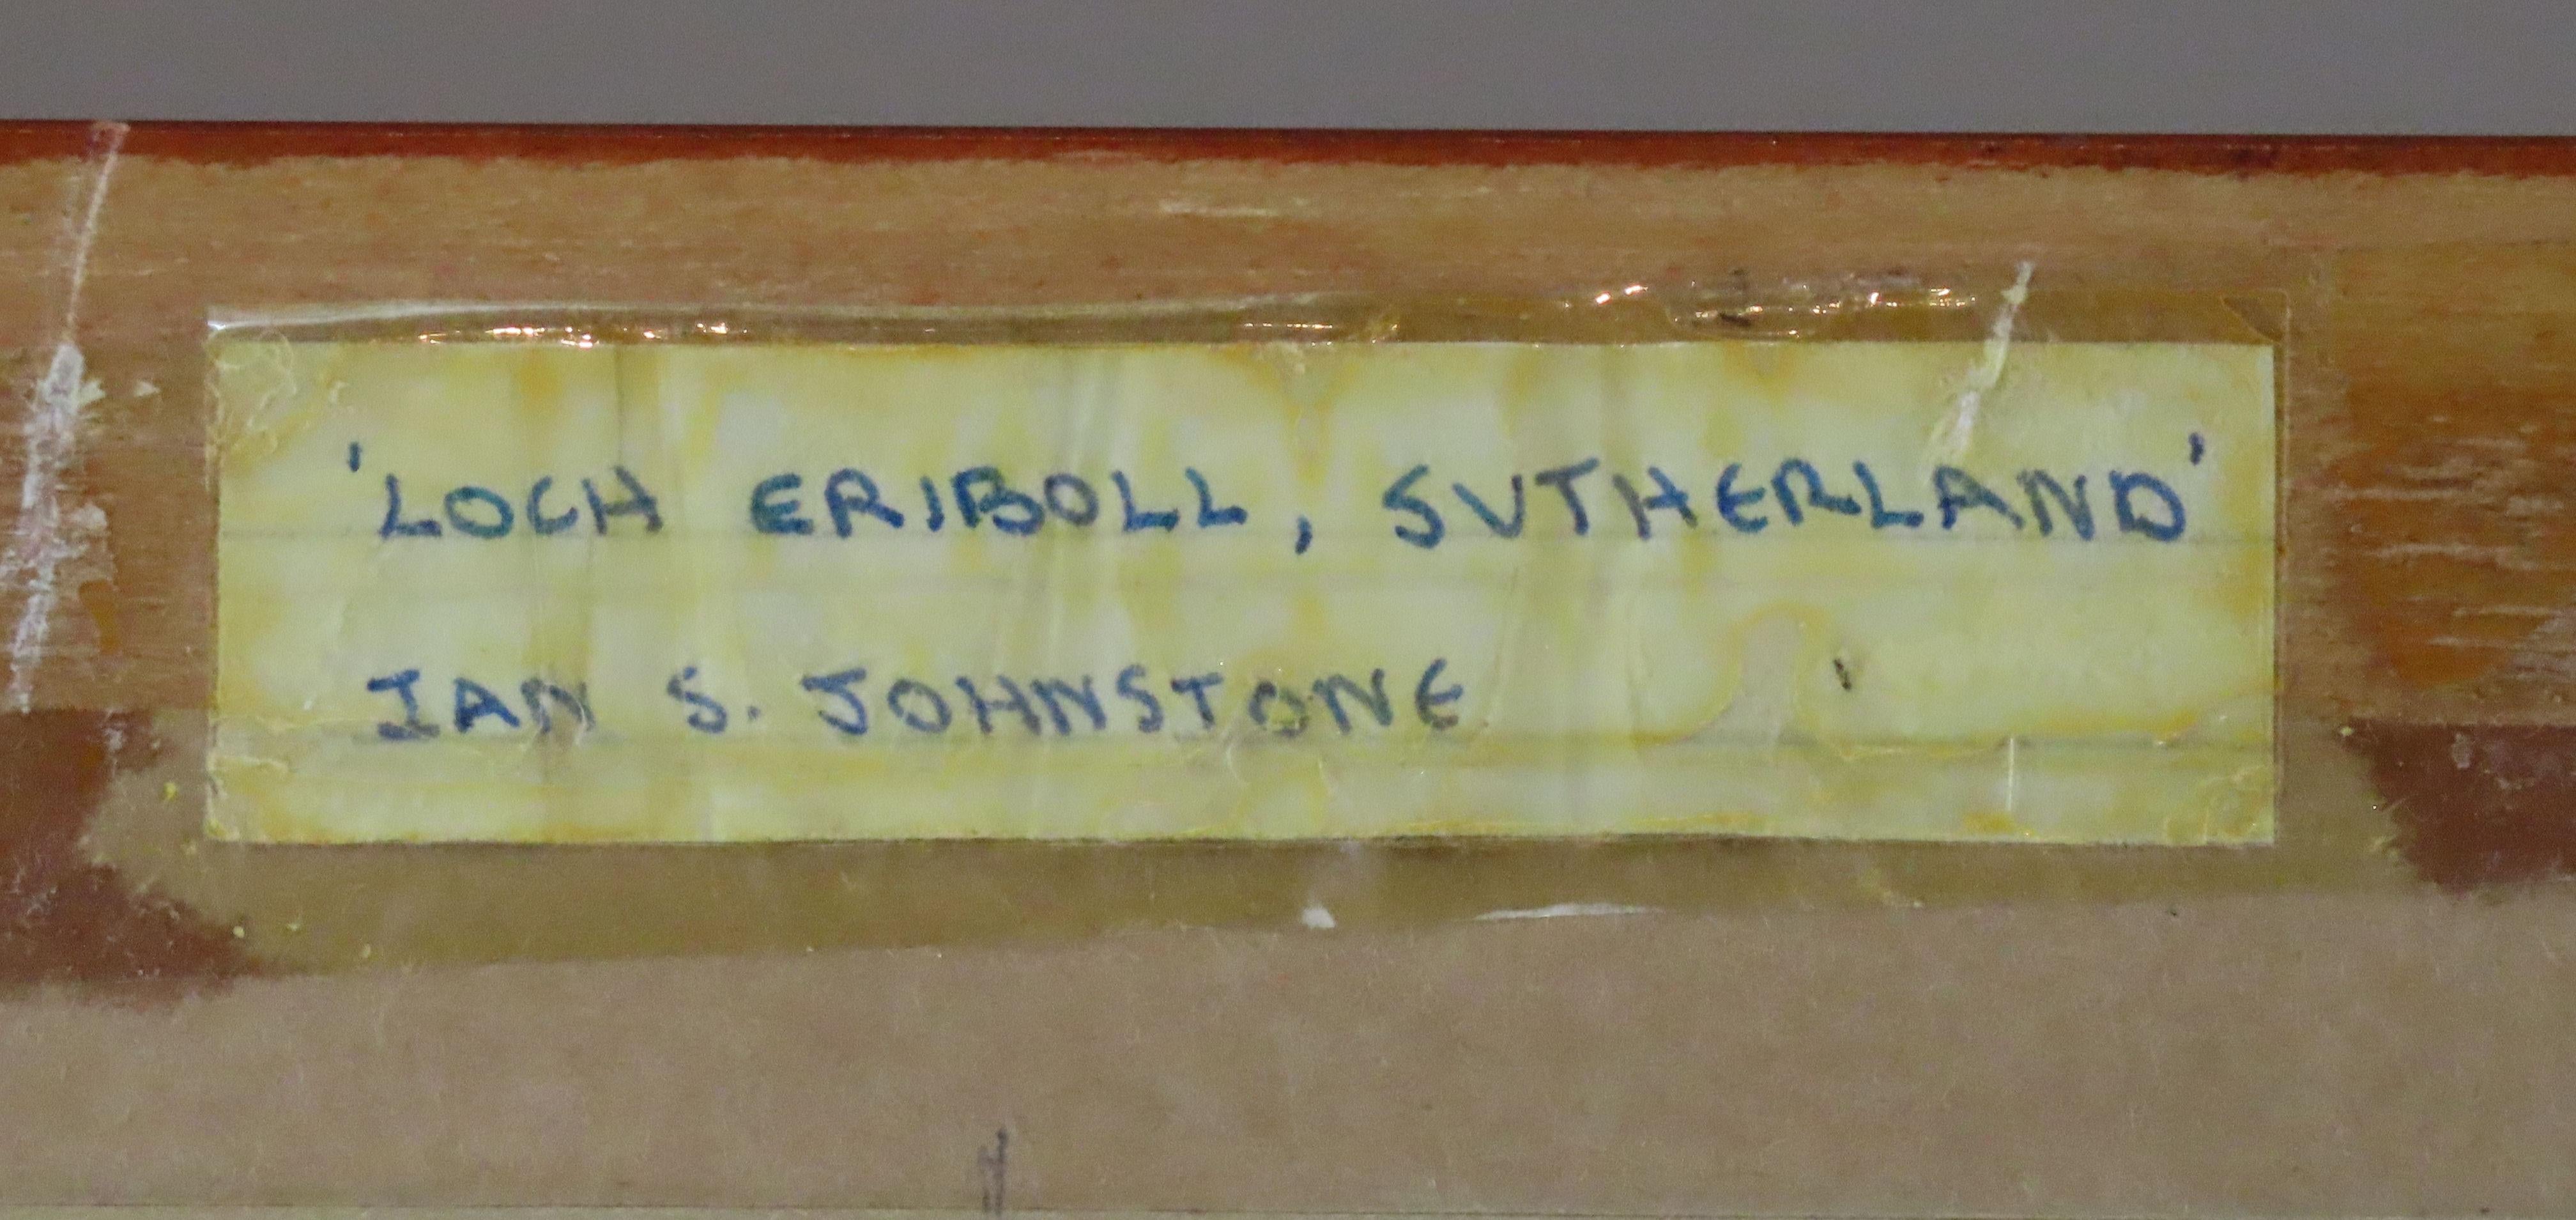 'LOCH ERIBOLL, SUTHERLAND'
IAN S. JOHNSTONE